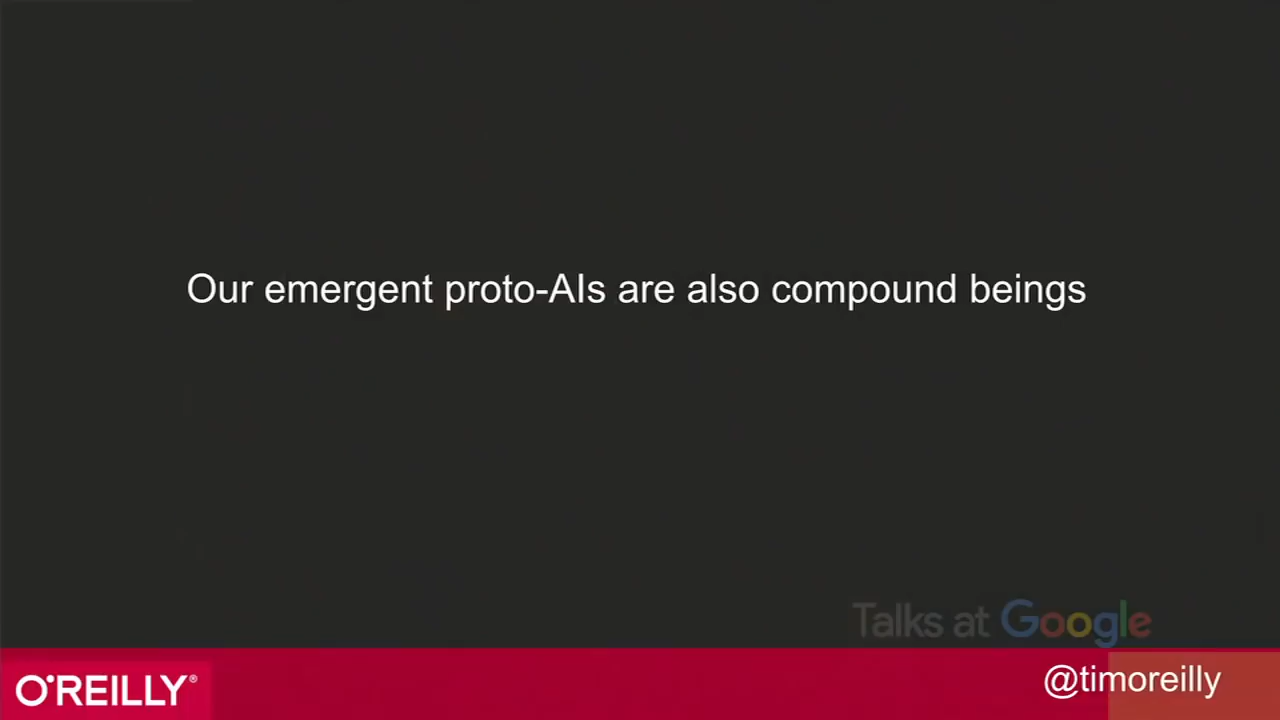 Our emergent proto-AIs are also compound beings
Talks at Google
O'REILLY®
@timoreilly